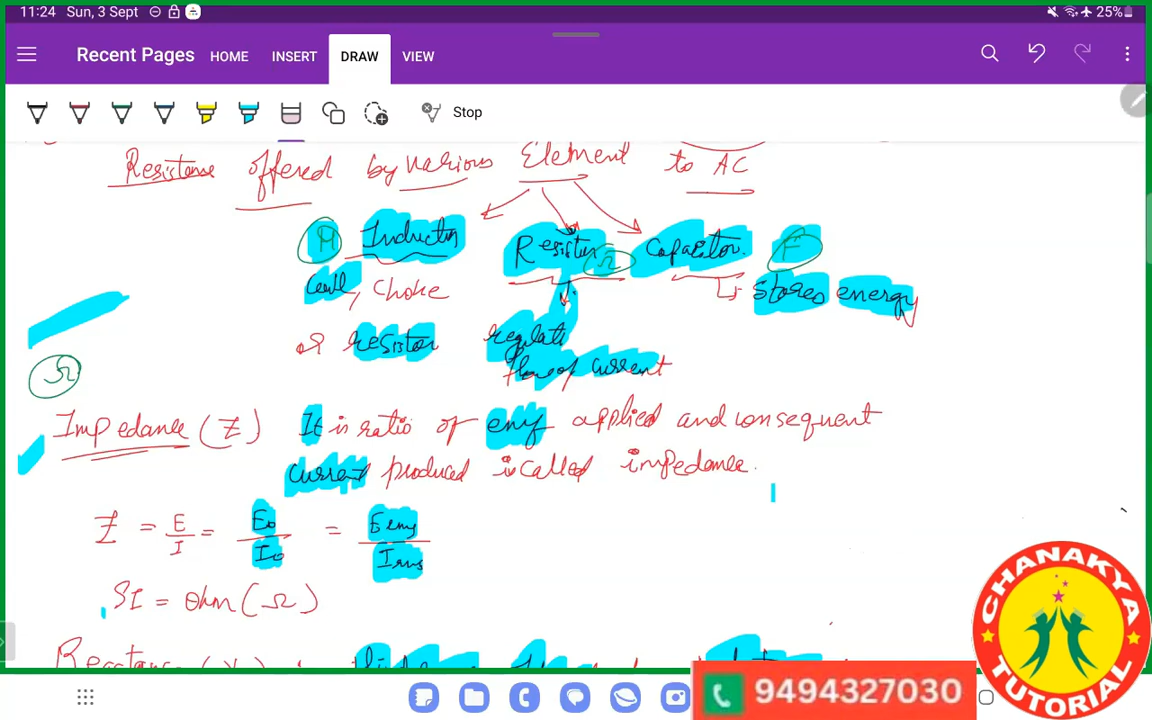 11:24 Sun, 3 Sept 25%
Recent Pages HOME INSERT DRAW VIEW
Stop
Resistance offered by various Element to AC
H Inductor Resistor Ω Capacitor F
Coil, choke stores energy
or resistor regulate
flow of current
Ω
Impedance (Z) It is ratio of emf applied and consequent
current produced is called impedance.
Z = E/I = E₀/I₀ = Erms/Irms
SI = ohm (Ω)
9494327030
CHANAKYA
TUTORIAL